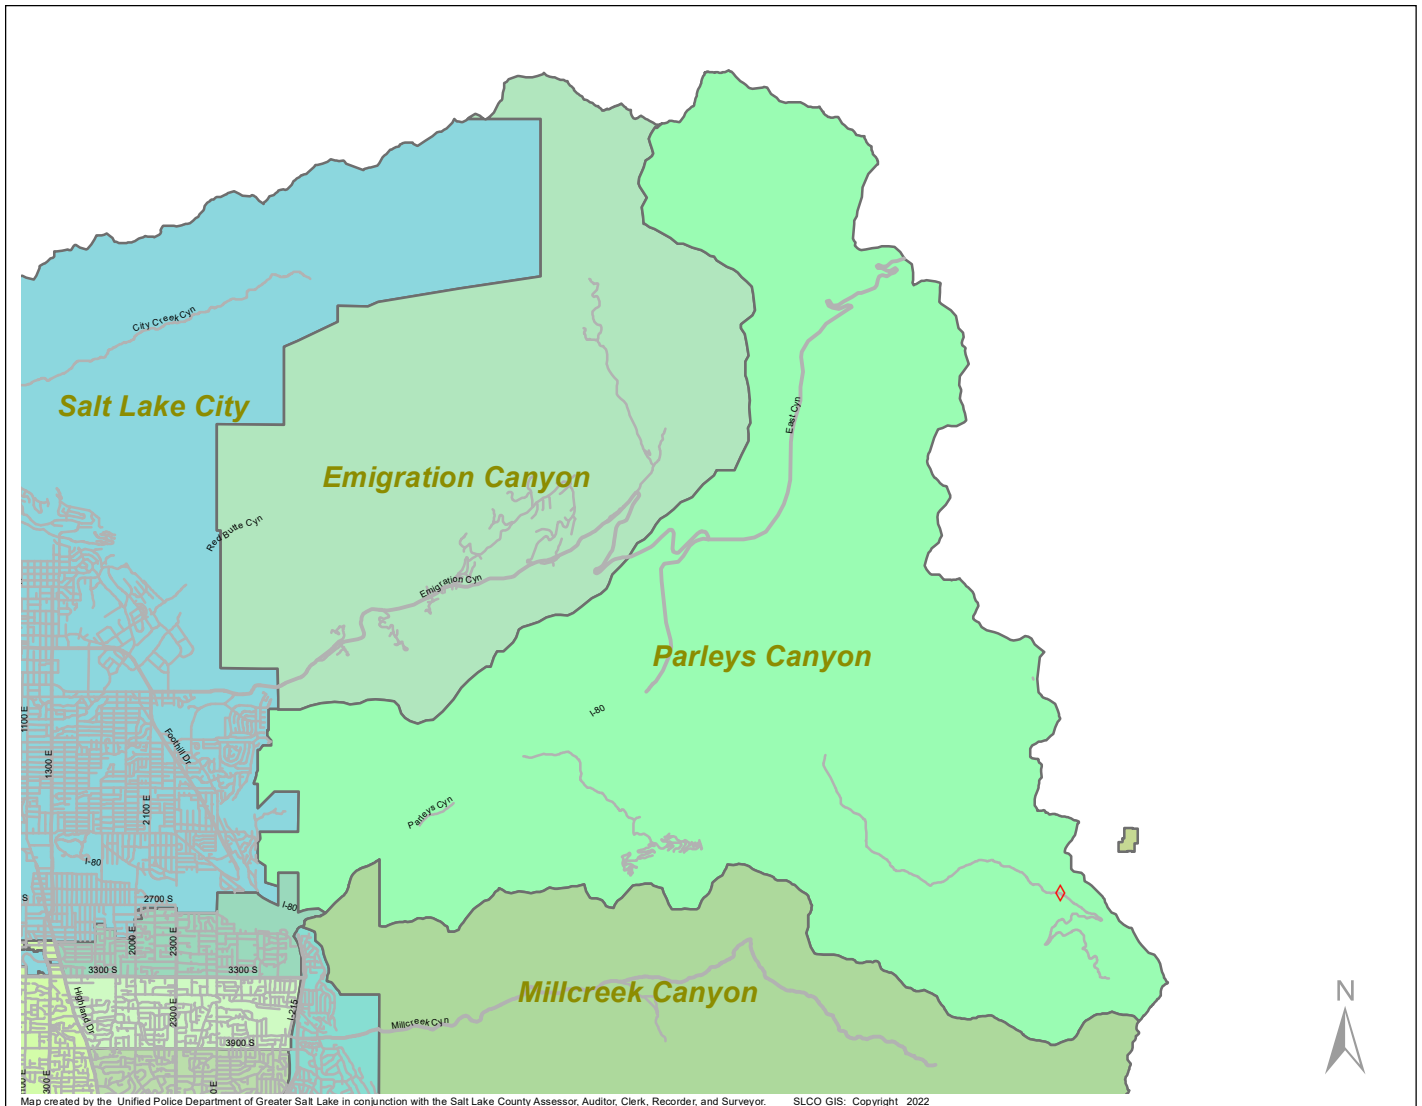 City Creek Cyn
Salt Lake City
East Cyn
Emigration Canyon
Red Butte Cyn
Emigration Cyn
Parleys Canyon
I-80
1100 E
Foothill Dr
1300 E
2100 E
Parleys Cyn
I-80
S
2700 S
I-80
2000 E
2300 E
3300 S
3300 S
Millcreek Canyon
N
Highland Dr
2300 E
I-215
Millcreek Cyn
3900 S
Map created by the Unified Police Department of Greater Salt Lake in conjunction with the Salt Lake County Assessor, Auditor, Clerk, Recorder, and Surveyor. SLCO GIS: Copyright 2022